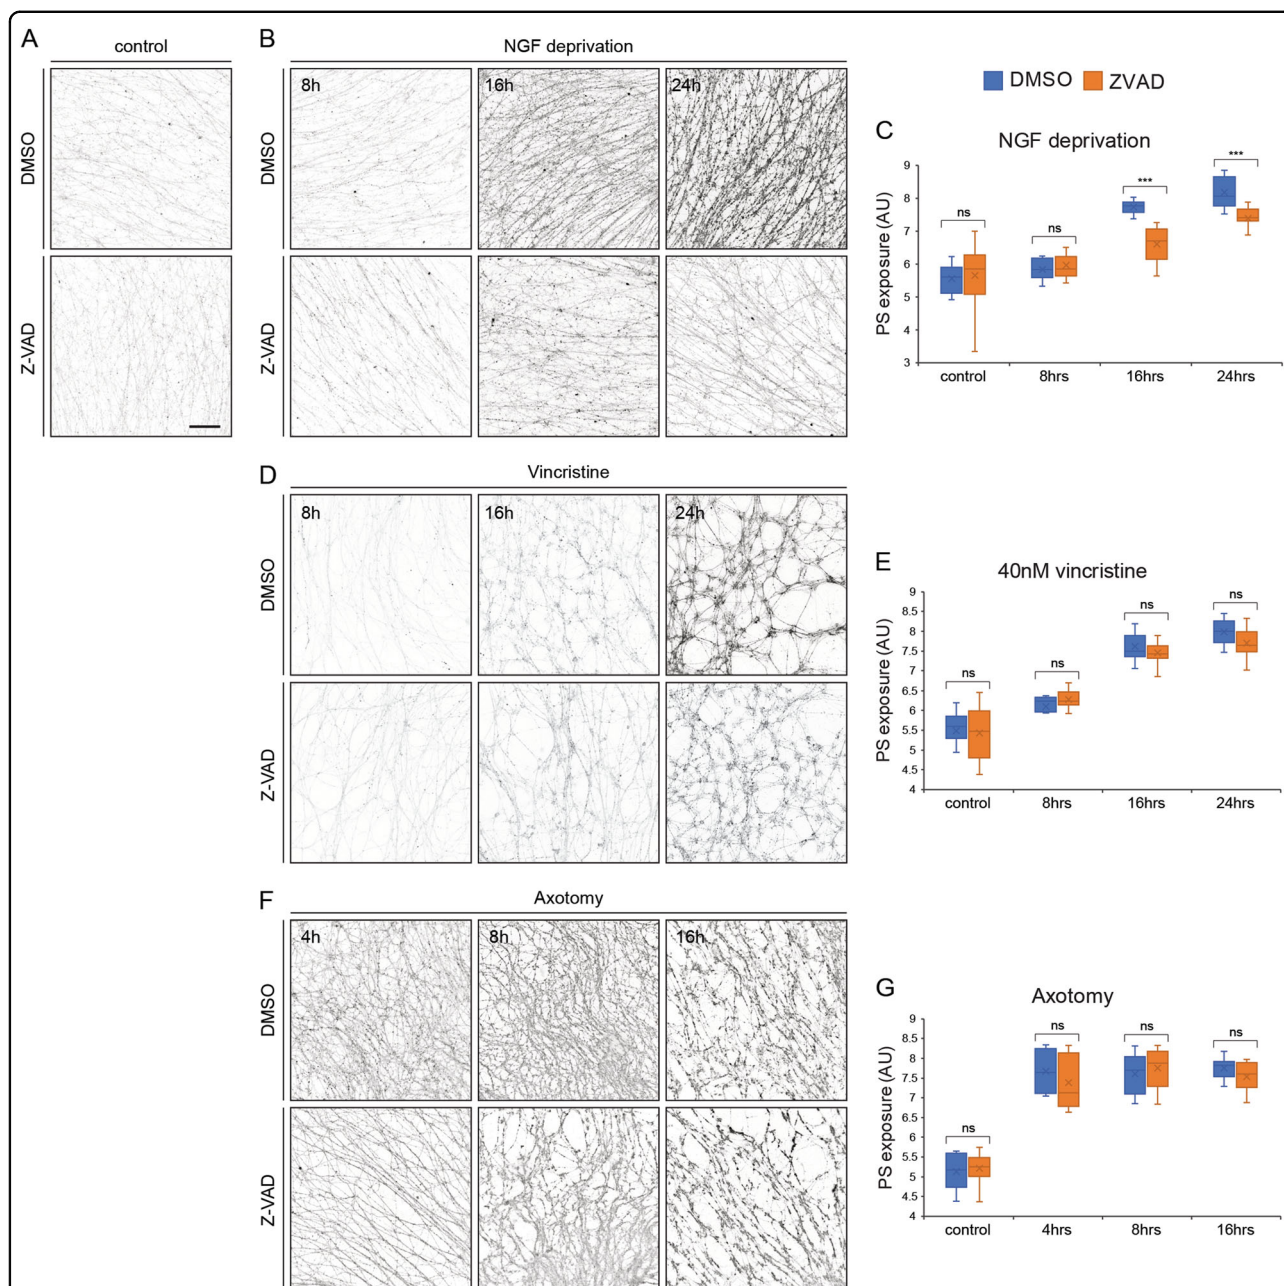 A
control
DMSO
Z-VAD
B
NGF deprivation
8h
16h
24h
DMSO
Z-VAD
DMSO
ZVAD
C
NGF deprivation
PS exposure (AU)
9
8
7
6
5
4
3
ns
ns
***
***
control
8hrs
16hrs
24hrs
D
Vincristine
8h
16h
24h
DMSO
Z-VAD
E
40nM vincristine
PS exposure (AU)
9
8.5
8
7.5
7
6.5
6
5.5
5
4.5
4
ns
ns
ns
ns
control
8hrs
16hrs
24hrs
F
Axotomy
4h
8h
16h
DMSO
Z-VAD
G
Axotomy
PS exposure (AU)
9
8.5
8
7.5
7
6.5
6
5.5
5
4.5
4
ns
ns
ns
ns
control
4hrs
8hrs
16hrs